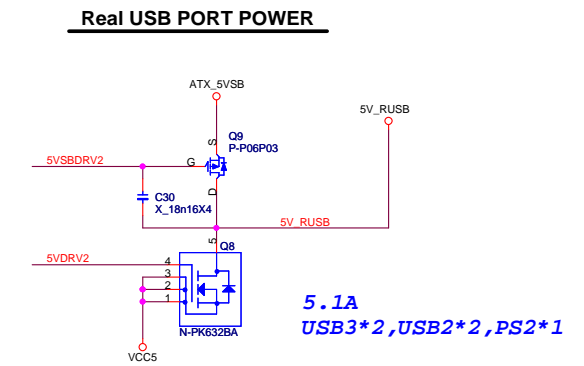 Real USB PORT POWER
ATX_5VSB
5V_RUSB
S
Q9
P-P06P03
5VSBDRV2
G
D
C30
X_18n16X4
5V_RUSB
5
Q8
5VDRV2
4
3
2
1
5.1A
USB3*2,USB2*2,PS2*1
N-PK632BA
VCC5